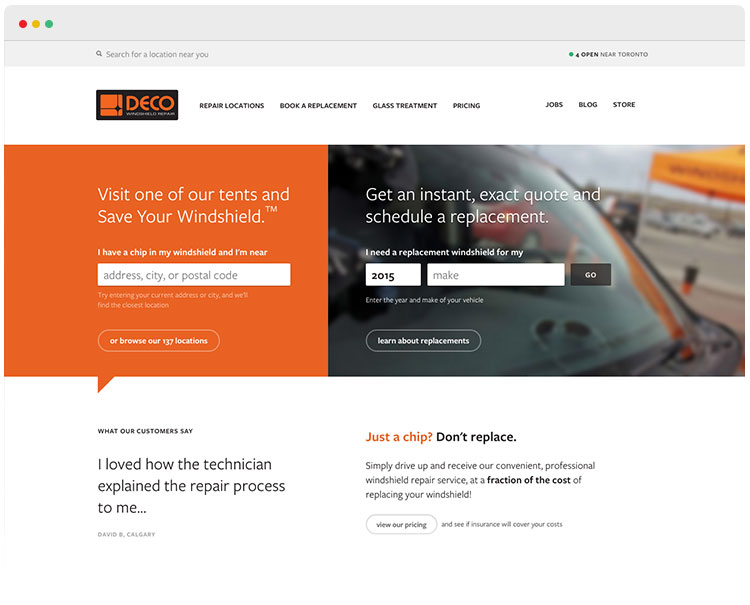 Search for a location near you
4 OPEN NEAR TORONTO
DECO
WINDSHIELD REPAIR
REPAIR LOCATIONS
BOOK A REPLACEMENT
GLASS TREATMENT
PRICING
JOBS
BLOG
STORE
Visit one of our tents and
Save Your Windshield.™
I have a chip in my windshield and I'm near
address, city, or postal code
Try entering your current address or city, and we'll
find the closest location
or browse our 137 locations
Get an instant, exact quote and
schedule a replacement.
I need a replacement windshield for my
2015
make
GO
Enter the year and make of your vehicle
learn about replacements
WHAT OUR CUSTOMERS SAY
I loved how the technician
explained the repair process
to me...
DAVID B, CALGARY
Just a chip? Don't replace.
Simply drive up and receive our convenient, professional
windshield repair service, at a fraction of the cost of
replacing your windshield!
view our pricing and see if insurance will cover your costs